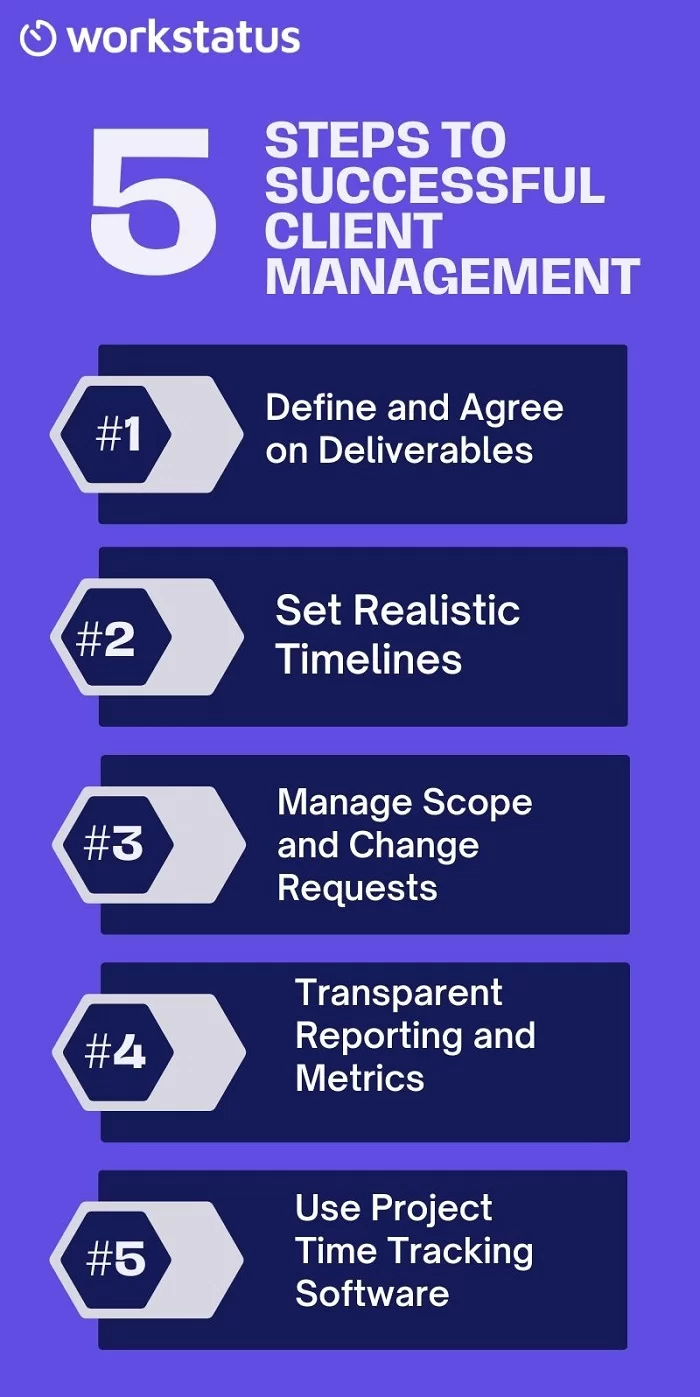 workstatus
5
STEPS TO
SUCCESSFUL
CLIENT
MANAGEMENT
#1
Define and Agree
on Deliverables
#2
Set Realistic
Timelines
#3
Manage Scope
and Change
Requests
#4
Transparent
Reporting and
Metrics
#5
Use Project
Time Tracking
Software